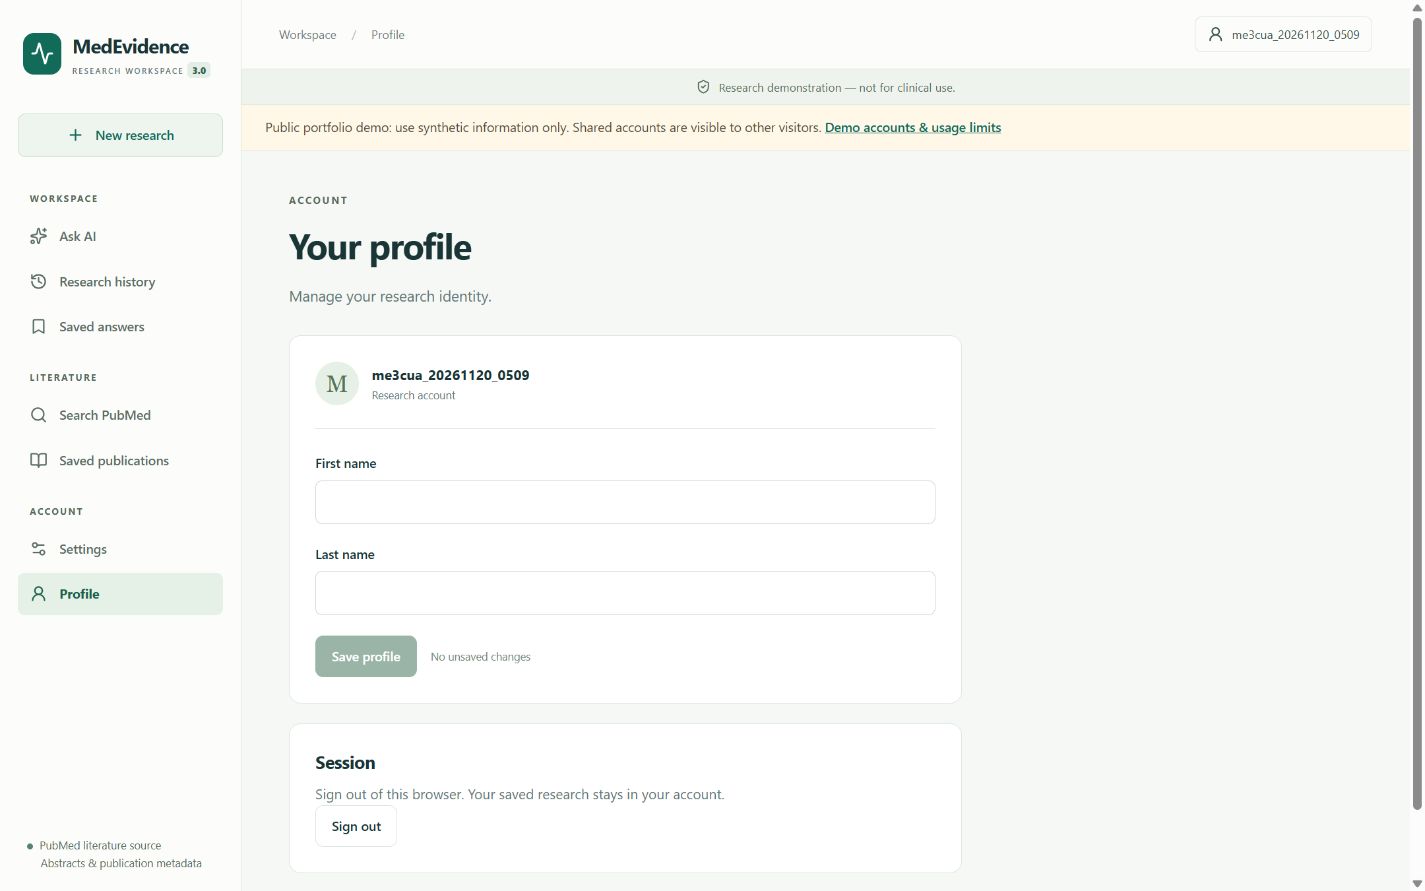 MedEvidence
RESEARCH WORKSPACE 3.0
New research
WORKSPACE
Ask AI
Research history
Saved answers
LITERATURE
Search PubMed
Saved publications
ACCOUNT
Settings
Profile
PubMed literature source
Abstracts & publication metadata
Workspace / Profile
me3cua_20261120_0509
Research demonstration — not for clinical use.
Public portfolio demo: use synthetic information only. Shared accounts are visible to other visitors. Demo accounts & usage limits
ACCOUNT
Your profile
Manage your research identity.
M
me3cua_20261120_0509
Research account
First name
Last name
Save profile
No unsaved changes
Session
Sign out of this browser. Your saved research stays in your account.
Sign out